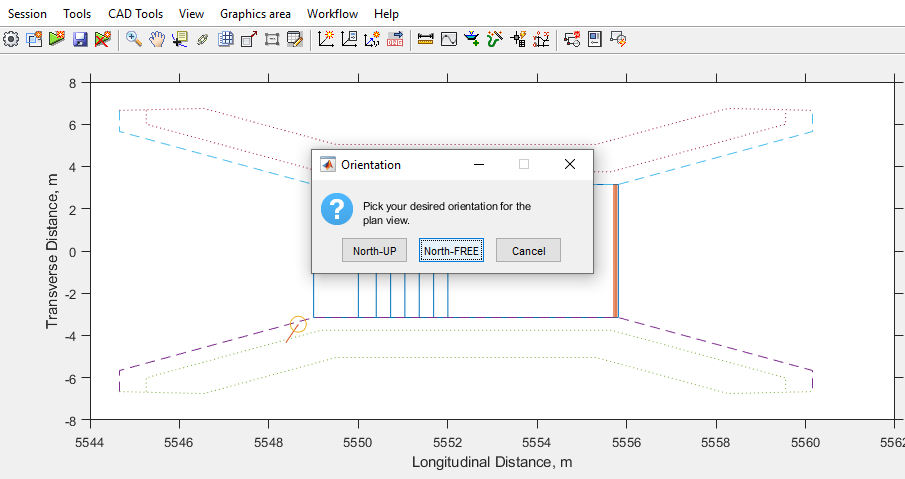 Session Tools CAD Tools View Graphics area Workflow Help
8
6
4
2
0
-2
-4
-6
-8
Transverse Distance, m
Orientation
?
Pick your desired orientation for the
plan view.
North-UP North-FREE Cancel
5544 5546 5548 5550 5552 5554 5556 5558 5560 5562
Longitudinal Distance, m